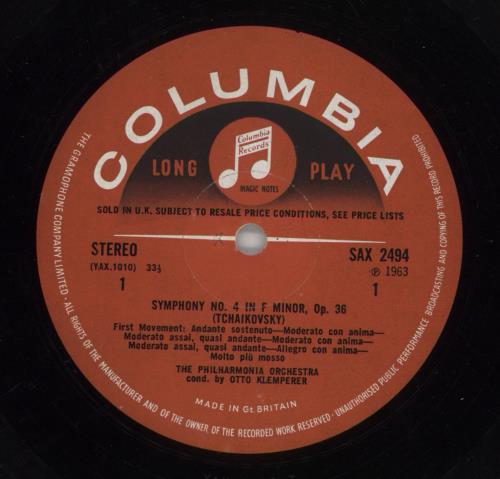 COLUMBIA
Columbia
Records
LONG PLAY
MAGIC NOTES
SOLD IN U.K. SUBJECT TO RESALE PRICE CONDITIONS, SEE PRICE LISTS
STEREO SAX 2494
(YAX.1010) 33⅓ ℗ 1963
1 1
SYMPHONY NO. 4 IN F MINOR, Op. 36
(TCHAIKOVSKY)
First Movement: Andante sostenuto—Moderato con anima—
Moderato assai, quasi andante—Moderato con anima—
Moderato assai, quasi andante—Allegro con anima—
Molto più mosso
THE PHILHARMONIA ORCHESTRA
cond. by OTTO KLEMPERER
MADE IN Gt. BRITAIN
THE GRAMOPHONE COMPANY LIMITED · ALL RIGHTS OF THE MANUFACTURER AND OF THE OWNER OF THE RECORDED WORK RESERVED · UNAUTHORISED PUBLIC PERFORMANCE BROADCASTING AND COPYING OF THIS RECORD PROHIBITED